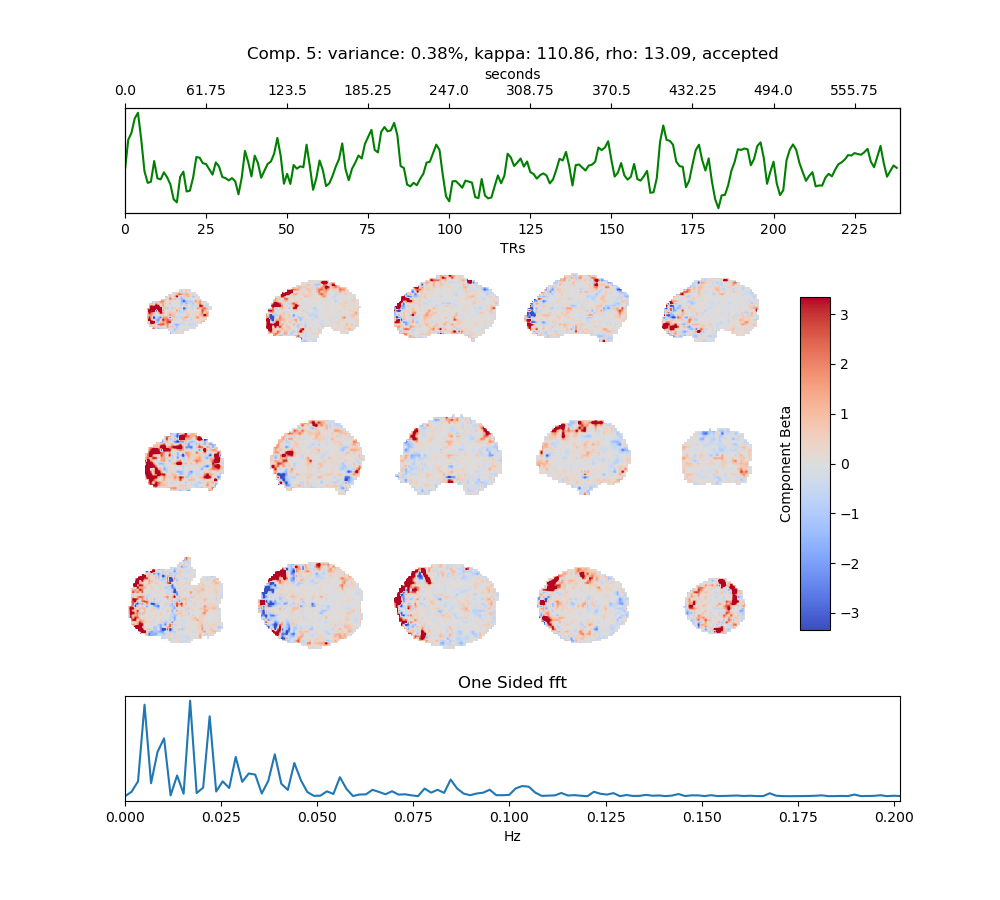 Comp. 5: variance: 0.38%, kappa: 110.86, rho: 13.09, accepted
seconds
0.0 61.75 123.5 185.25 247.0 308.75 370.5 432.25 494.0 555.75
0 25 50 75 100 125 150 175 200 225
TRs
3
2
1
0
−1
−2
−3
Component Beta
One Sided fft
0.000 0.025 0.050 0.075 0.100 0.125 0.150 0.175 0.200
Hz